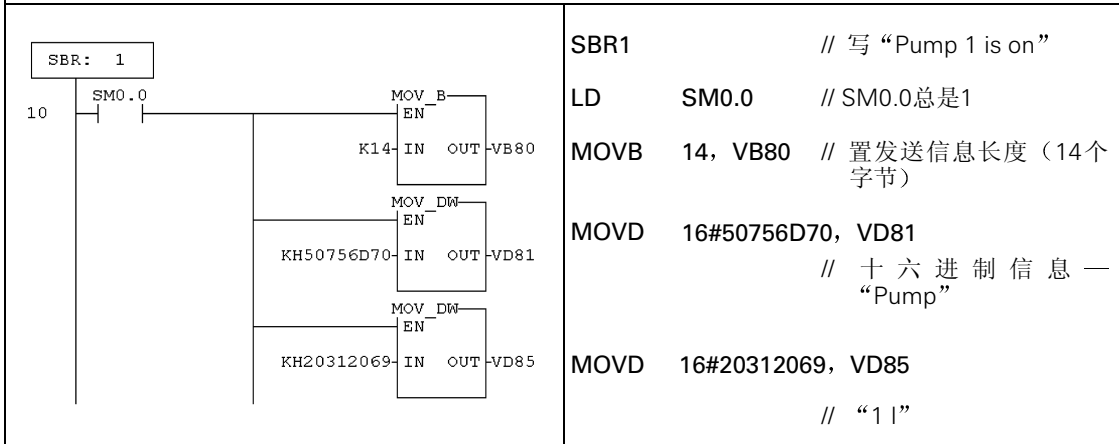 SBR: 1
10
SM0.0
MOV_B
EN
K14 IN OUT VB80
MOV_DW
EN
KH50756D70 IN OUT VD81
MOV_DW
EN
KH20312069 IN OUT VD85
SBR1 // 写“Pump 1 is on”
LD SM0.0 // SM0.0总是1
MOVB 14，VB80 // 置发送信息长度（14个
字节）
MOVD 16#50756D70，VD81
// 十六进制信息—
“Pump”
MOVD 16#20312069，VD85
// “1 I”